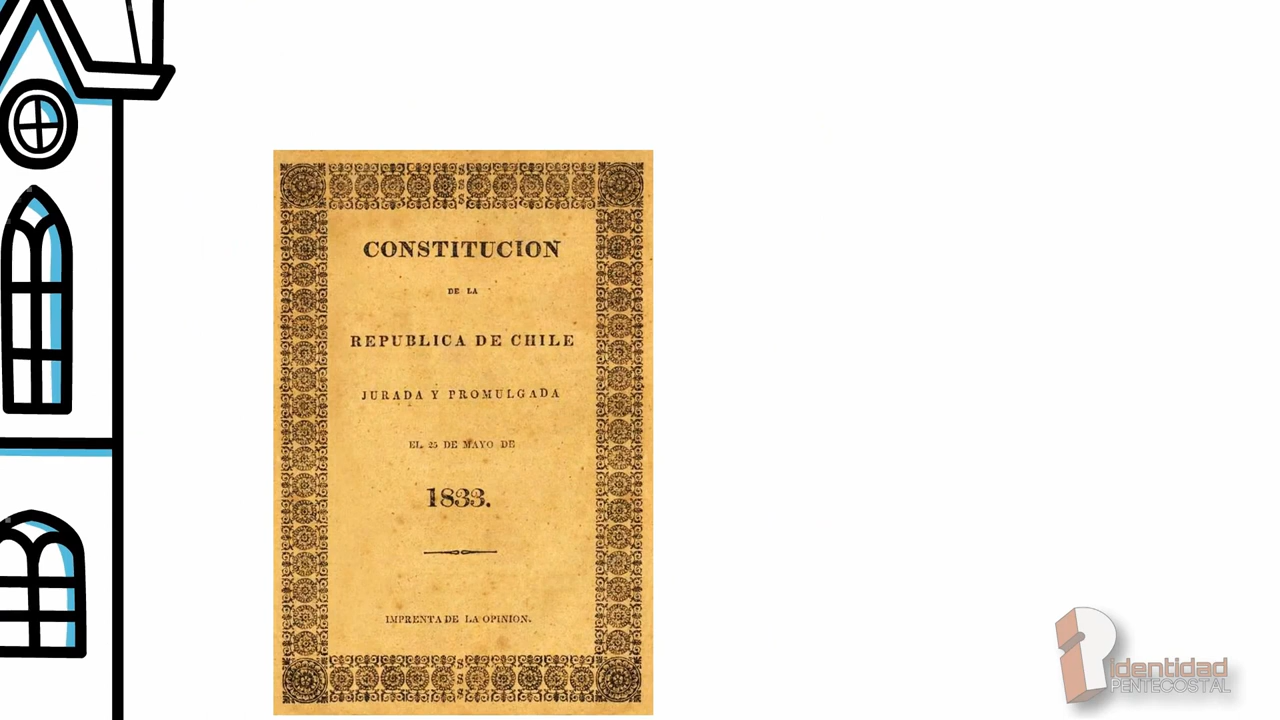 CONSTITUCION
DE LA
REPUBLICA DE CHILE
JURADA Y PROMULGADA
EL 25 DE MAYO DE
1833.
IMPRENTA DE LA OPINION.
identidad
PENTECOSTAL